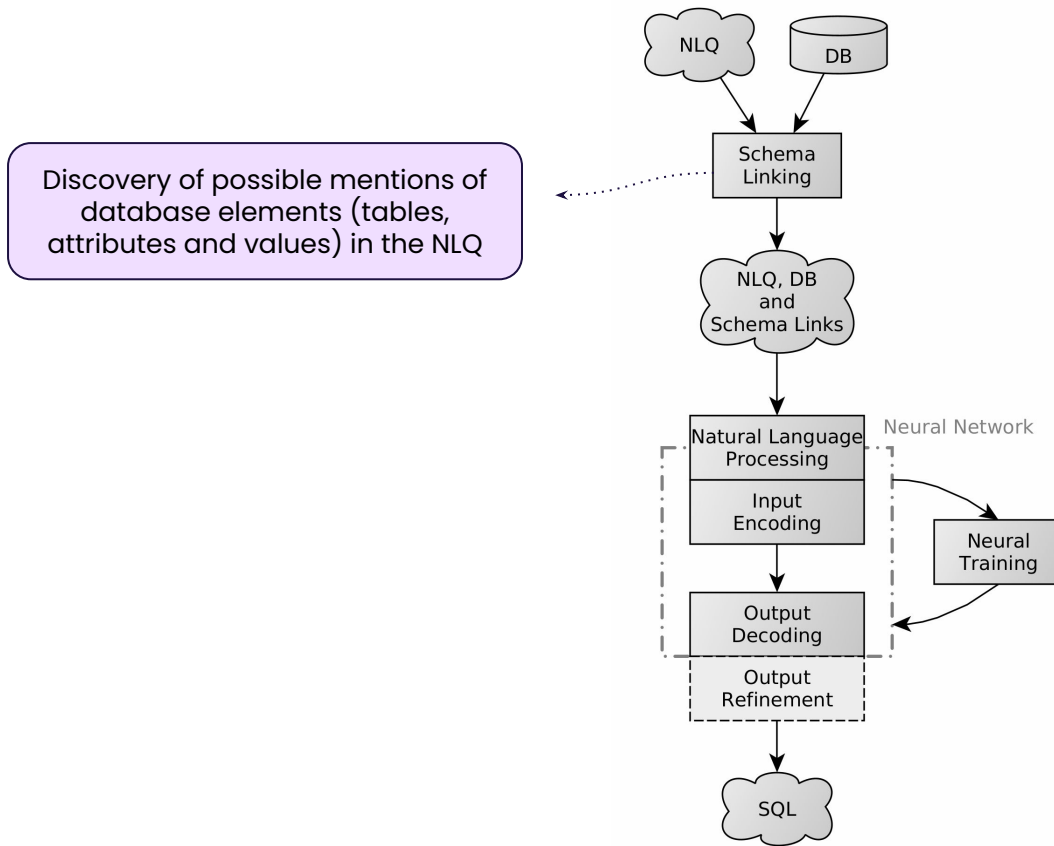 NLQ
DB
Schema
Linking
Discovery of possible mentions of
database elements (tables,
attributes and values) in the NLQ
NLQ, DB
and
Schema Links
Neural Network
Natural Language
Processing
Input
Encoding
Neural
Training
Output
Decoding
Output
Refinement
SQL